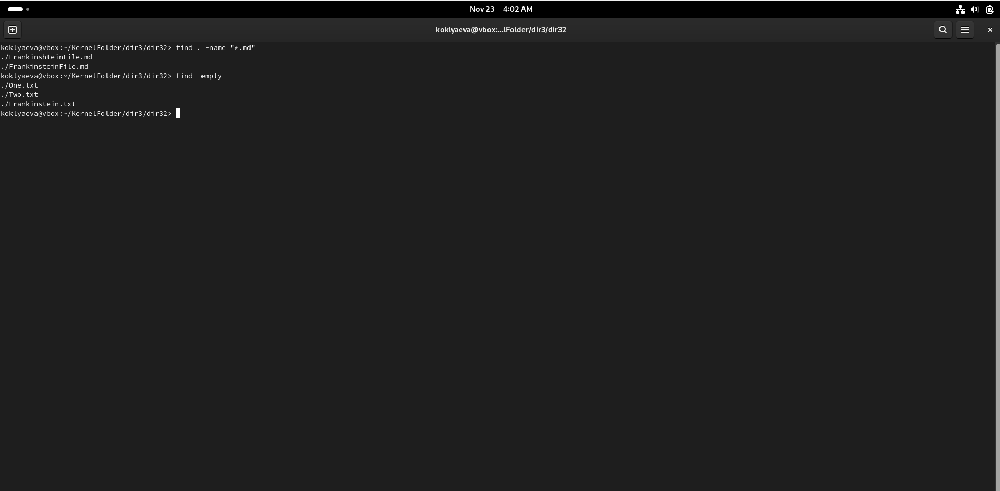 Nov 23 4:02 AM
koklyaeva@vbox:...lFolder/dir3/dir32
koklyaeva@vbox:~/KernelFolder/dir3/dir32> find . -name "*.md"
./FrankinshteinFile.md
./FrankinsteinFile.md
koklyaeva@vbox:~/KernelFolder/dir3/dir32> find -empty
./One.txt
./Two.txt
./Frankinstein.txt
koklyaeva@vbox:~/KernelFolder/dir3/dir32>